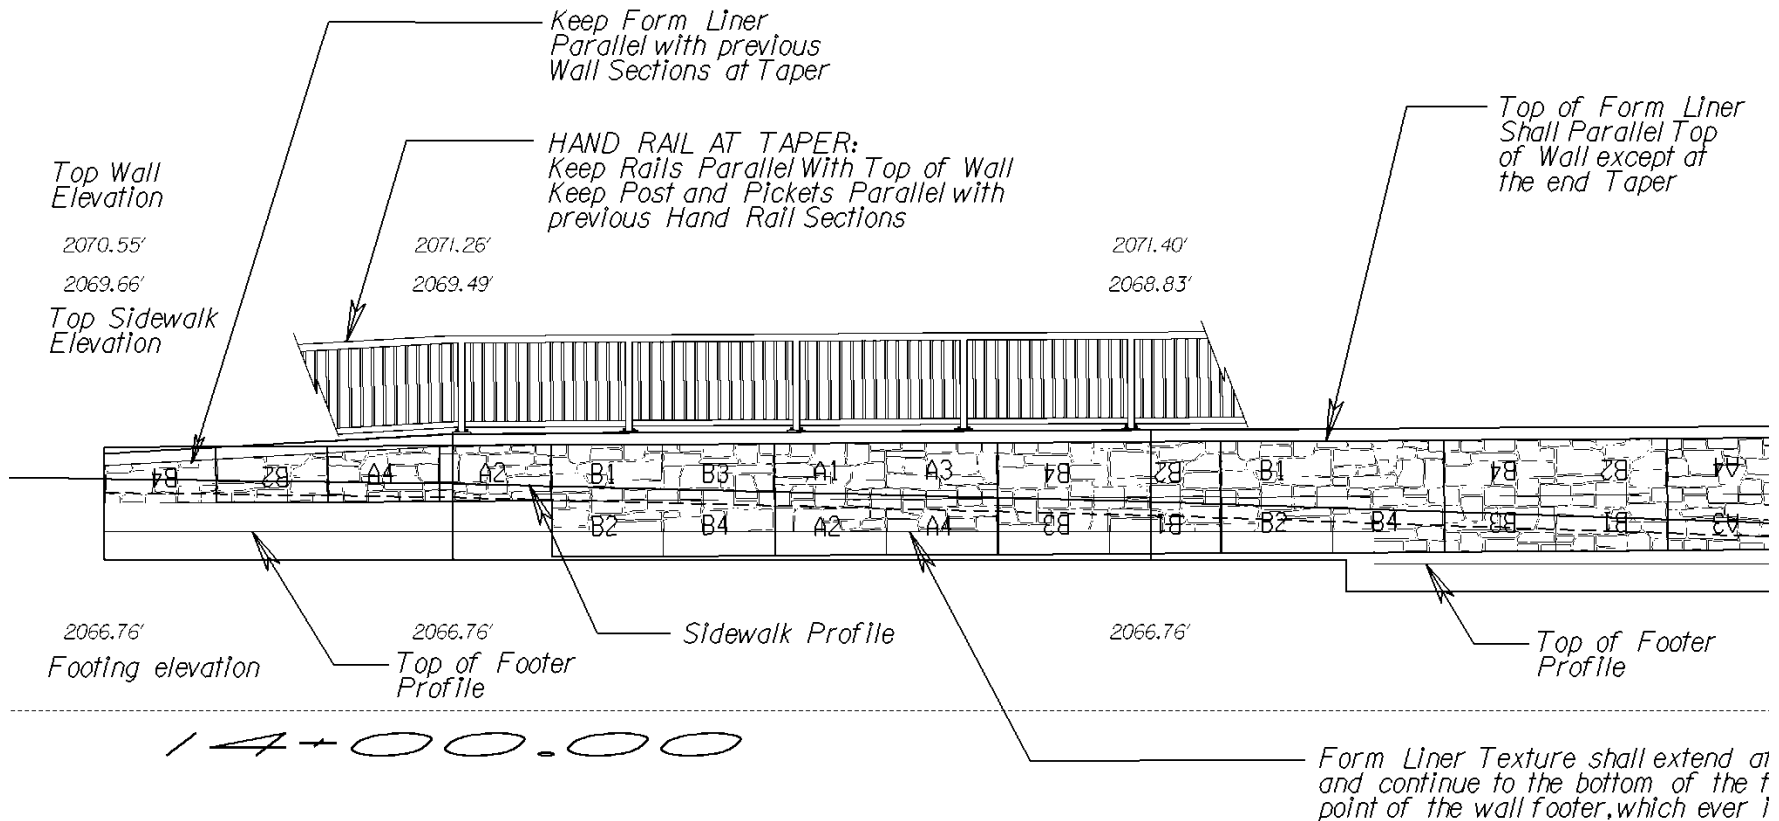 Keep Form Liner
Parallel with previous
Wall Sections at Taper
HAND RAIL AT TAPER:
Keep Rails Parallel With Top of Wall
Keep Post and Pickets Parallel with
previous Hand Rail Sections
Top of Form Liner
Shall Parallel Top
of Wall except at
the end Taper
Top Wall
Elevation
2070.55' 2071.26' 2071.40'
2069.66' 2069.49' 2068.83'
Top Sidewalk
Elevation
B4 B2 A4 A2 B1 B3 A1 A3 B4 B2 B1 B4 B2 A4
B2 B4 A2 A4 B3 B1 B2 B4 B3 B1 A3
2066.76' 2066.76' 2066.76'
Footing elevation
Top of Footer
Profile
Sidewalk Profile
Top of Footer
Profile
14+00.00
Form Liner Texture shall extend at
and continue to the bottom of the f
point of the wall footer, which ever i